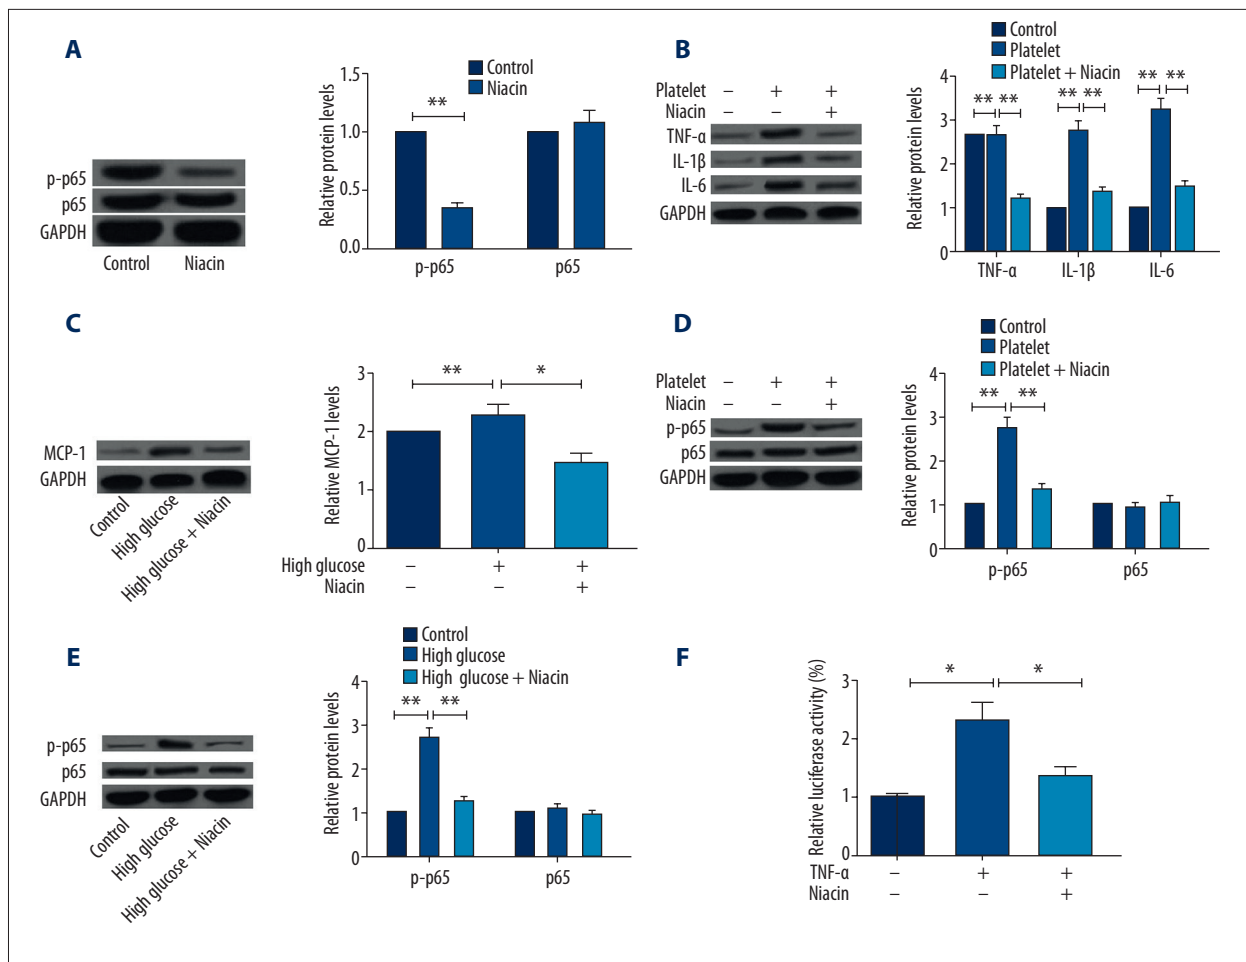 A
Control
Niacin
Relative protein levels
1.5
1.0
0.5
0.0
**
p-p65
p65
p-p65
p65
GAPDH
Control Niacin
B
Platelet – + +
Niacin – – +
TNF-α
IL-1β
IL-6
GAPDH
Control
Platelet
Platelet + Niacin
Relative protein levels
4
3
2
1
0
** **
** **
** **
TNF-α IL-1β IL-6
C
MCP-1
GAPDH
Control
High glucose
High glucose + Niacin
Relative MCP-1 levels
3
2
1
0
** *
High glucose – + +
Niacin – – +
D
Platelet – + +
Niacin – – +
p-p65
p65
GAPDH
Control
Platelet
Platelet + Niacin
Relative protein levels
4
3
2
1
0
** **
p-p65 p65
E
p-p65
p65
GAPDH
Control
High glucose
High glucose + Niacin
Control
High glucose
High glucose + Niacin
Relative protein levels
4
3
2
1
0
** **
p-p65 p65
F
Relative luciferase activity (%)
3
2
1
0
* *
TNF-α – + +
Niacin – – +